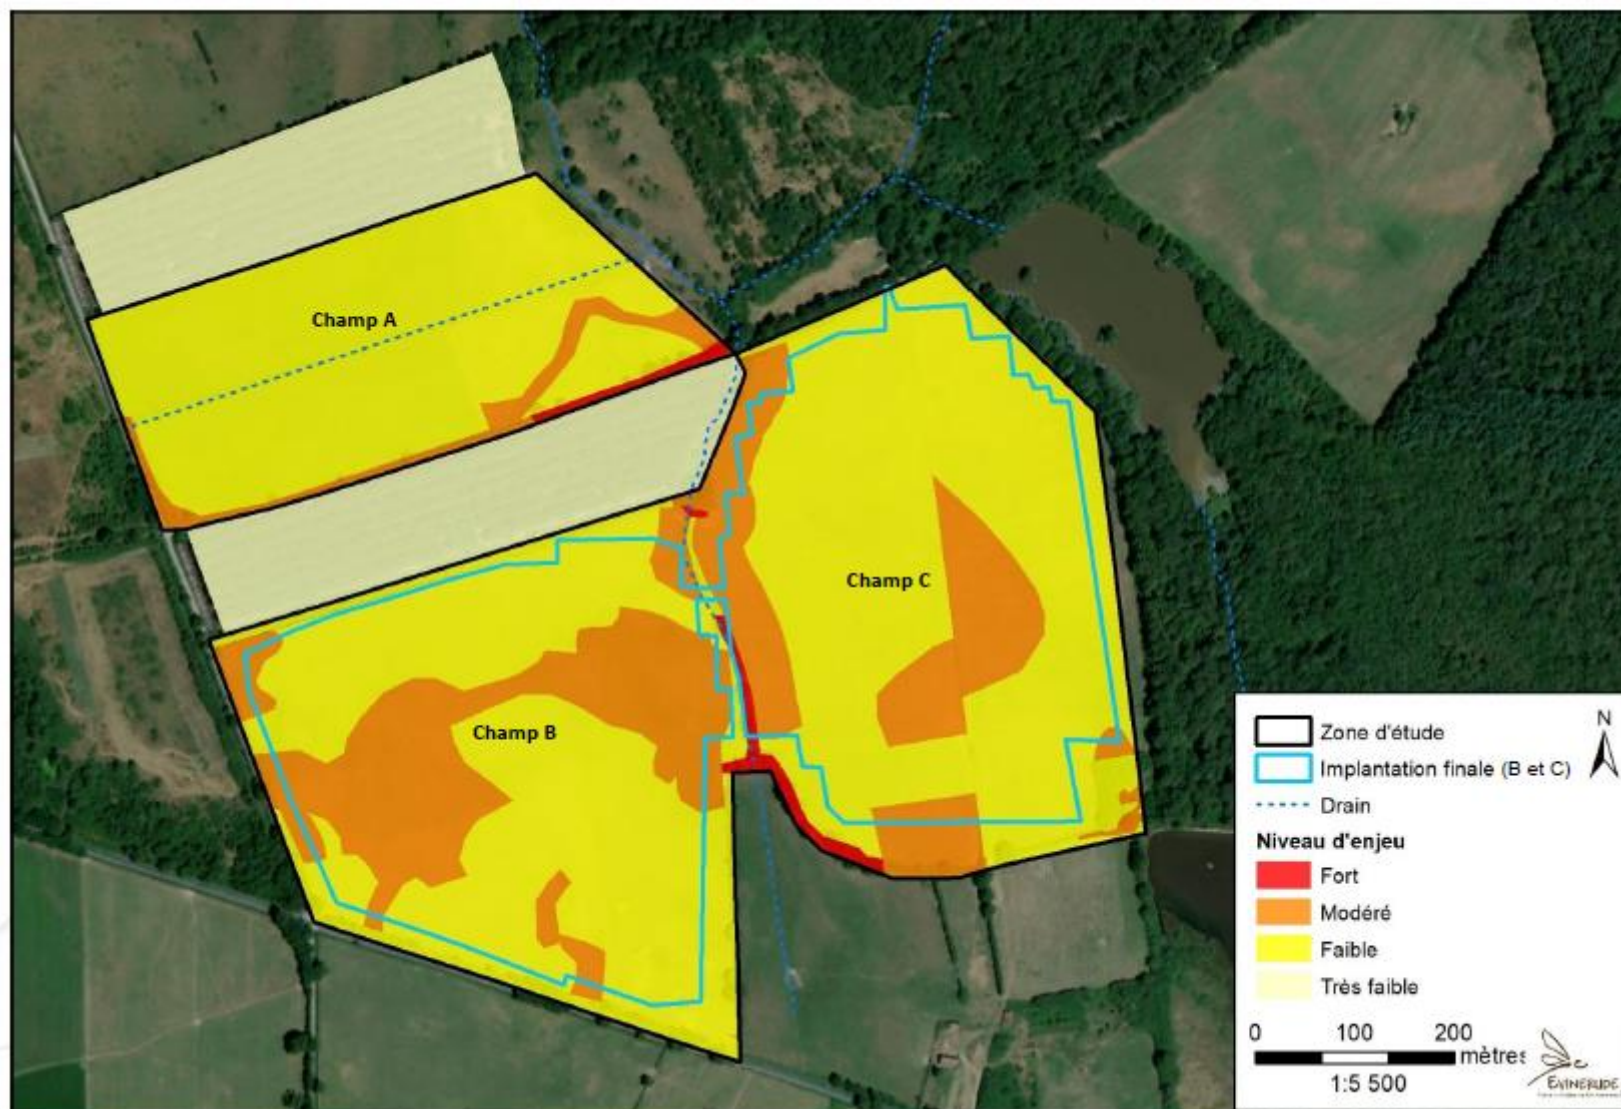 Champ A
Champ C
Champ B
Zone d'étude
N
Implantation finale (B et C)
Drain
Niveau d'enjeu
Fort
Modéré
Faible
Très faible
0 100 200
mètres
1:5 500
EVINERUDE